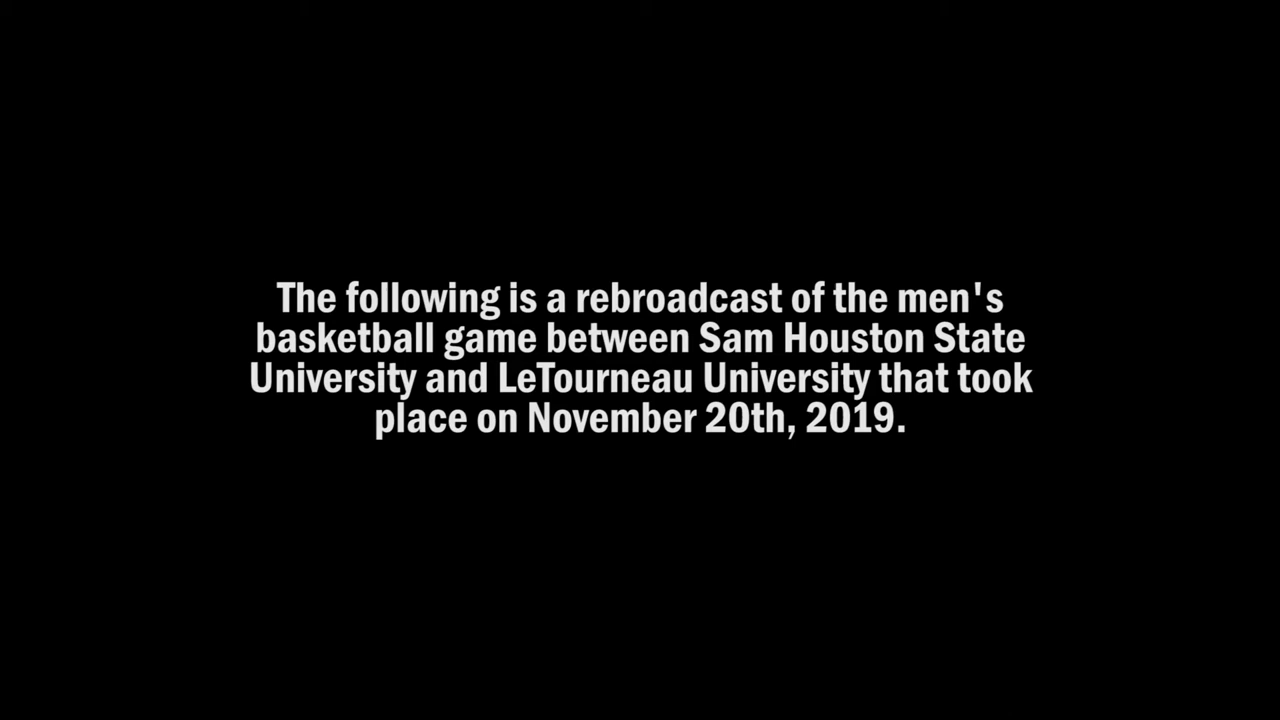 The following is a rebroadcast of the men's
basketball game between Sam Houston State
University and LeTourneau University that took
place on November 20th, 2019.